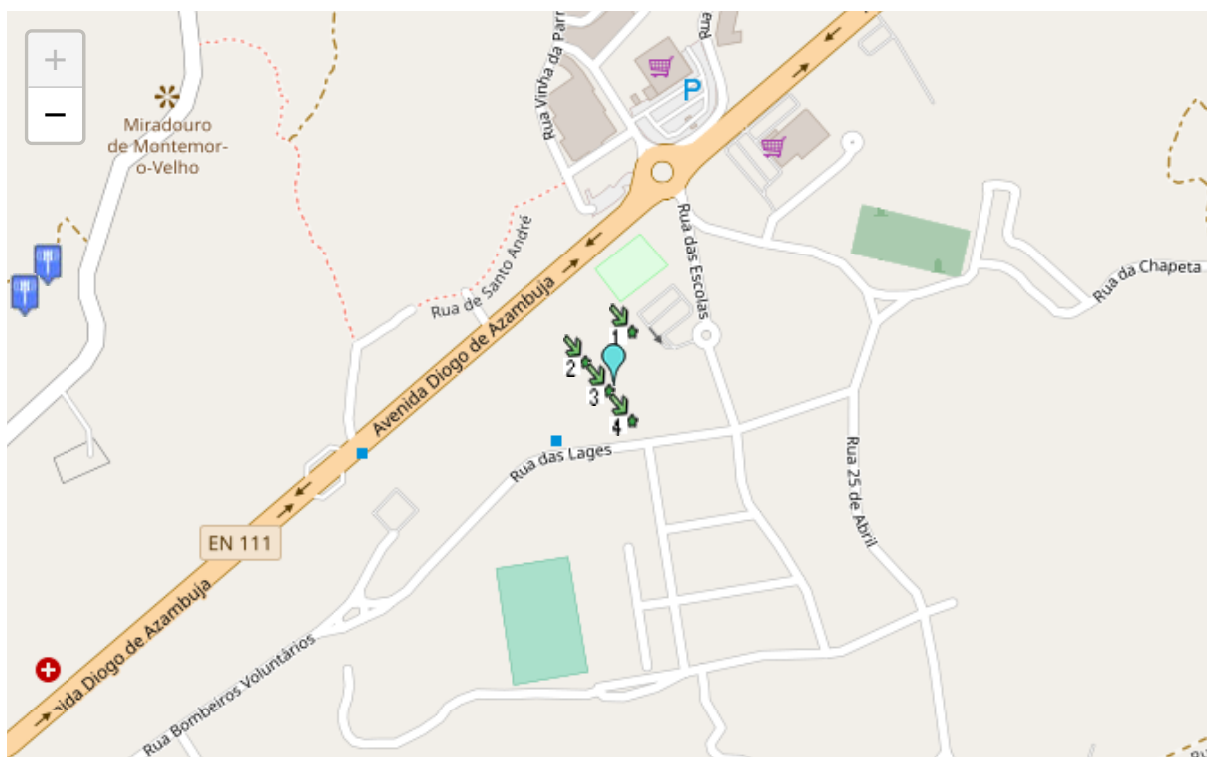 +
−
Miradouro
de Montemor-
o-Velho
Rua Vinha da Parr
Rua
P
Rua de Santo André
Avenida Diogo de Azambuja
Rua das Escolas
Rua da Chapeta
1
2
3
4
Rua das Lages
Rua 25 de Abril
EN 111
nida Diogo de Azambuja
Rua Bombeiros Voluntários